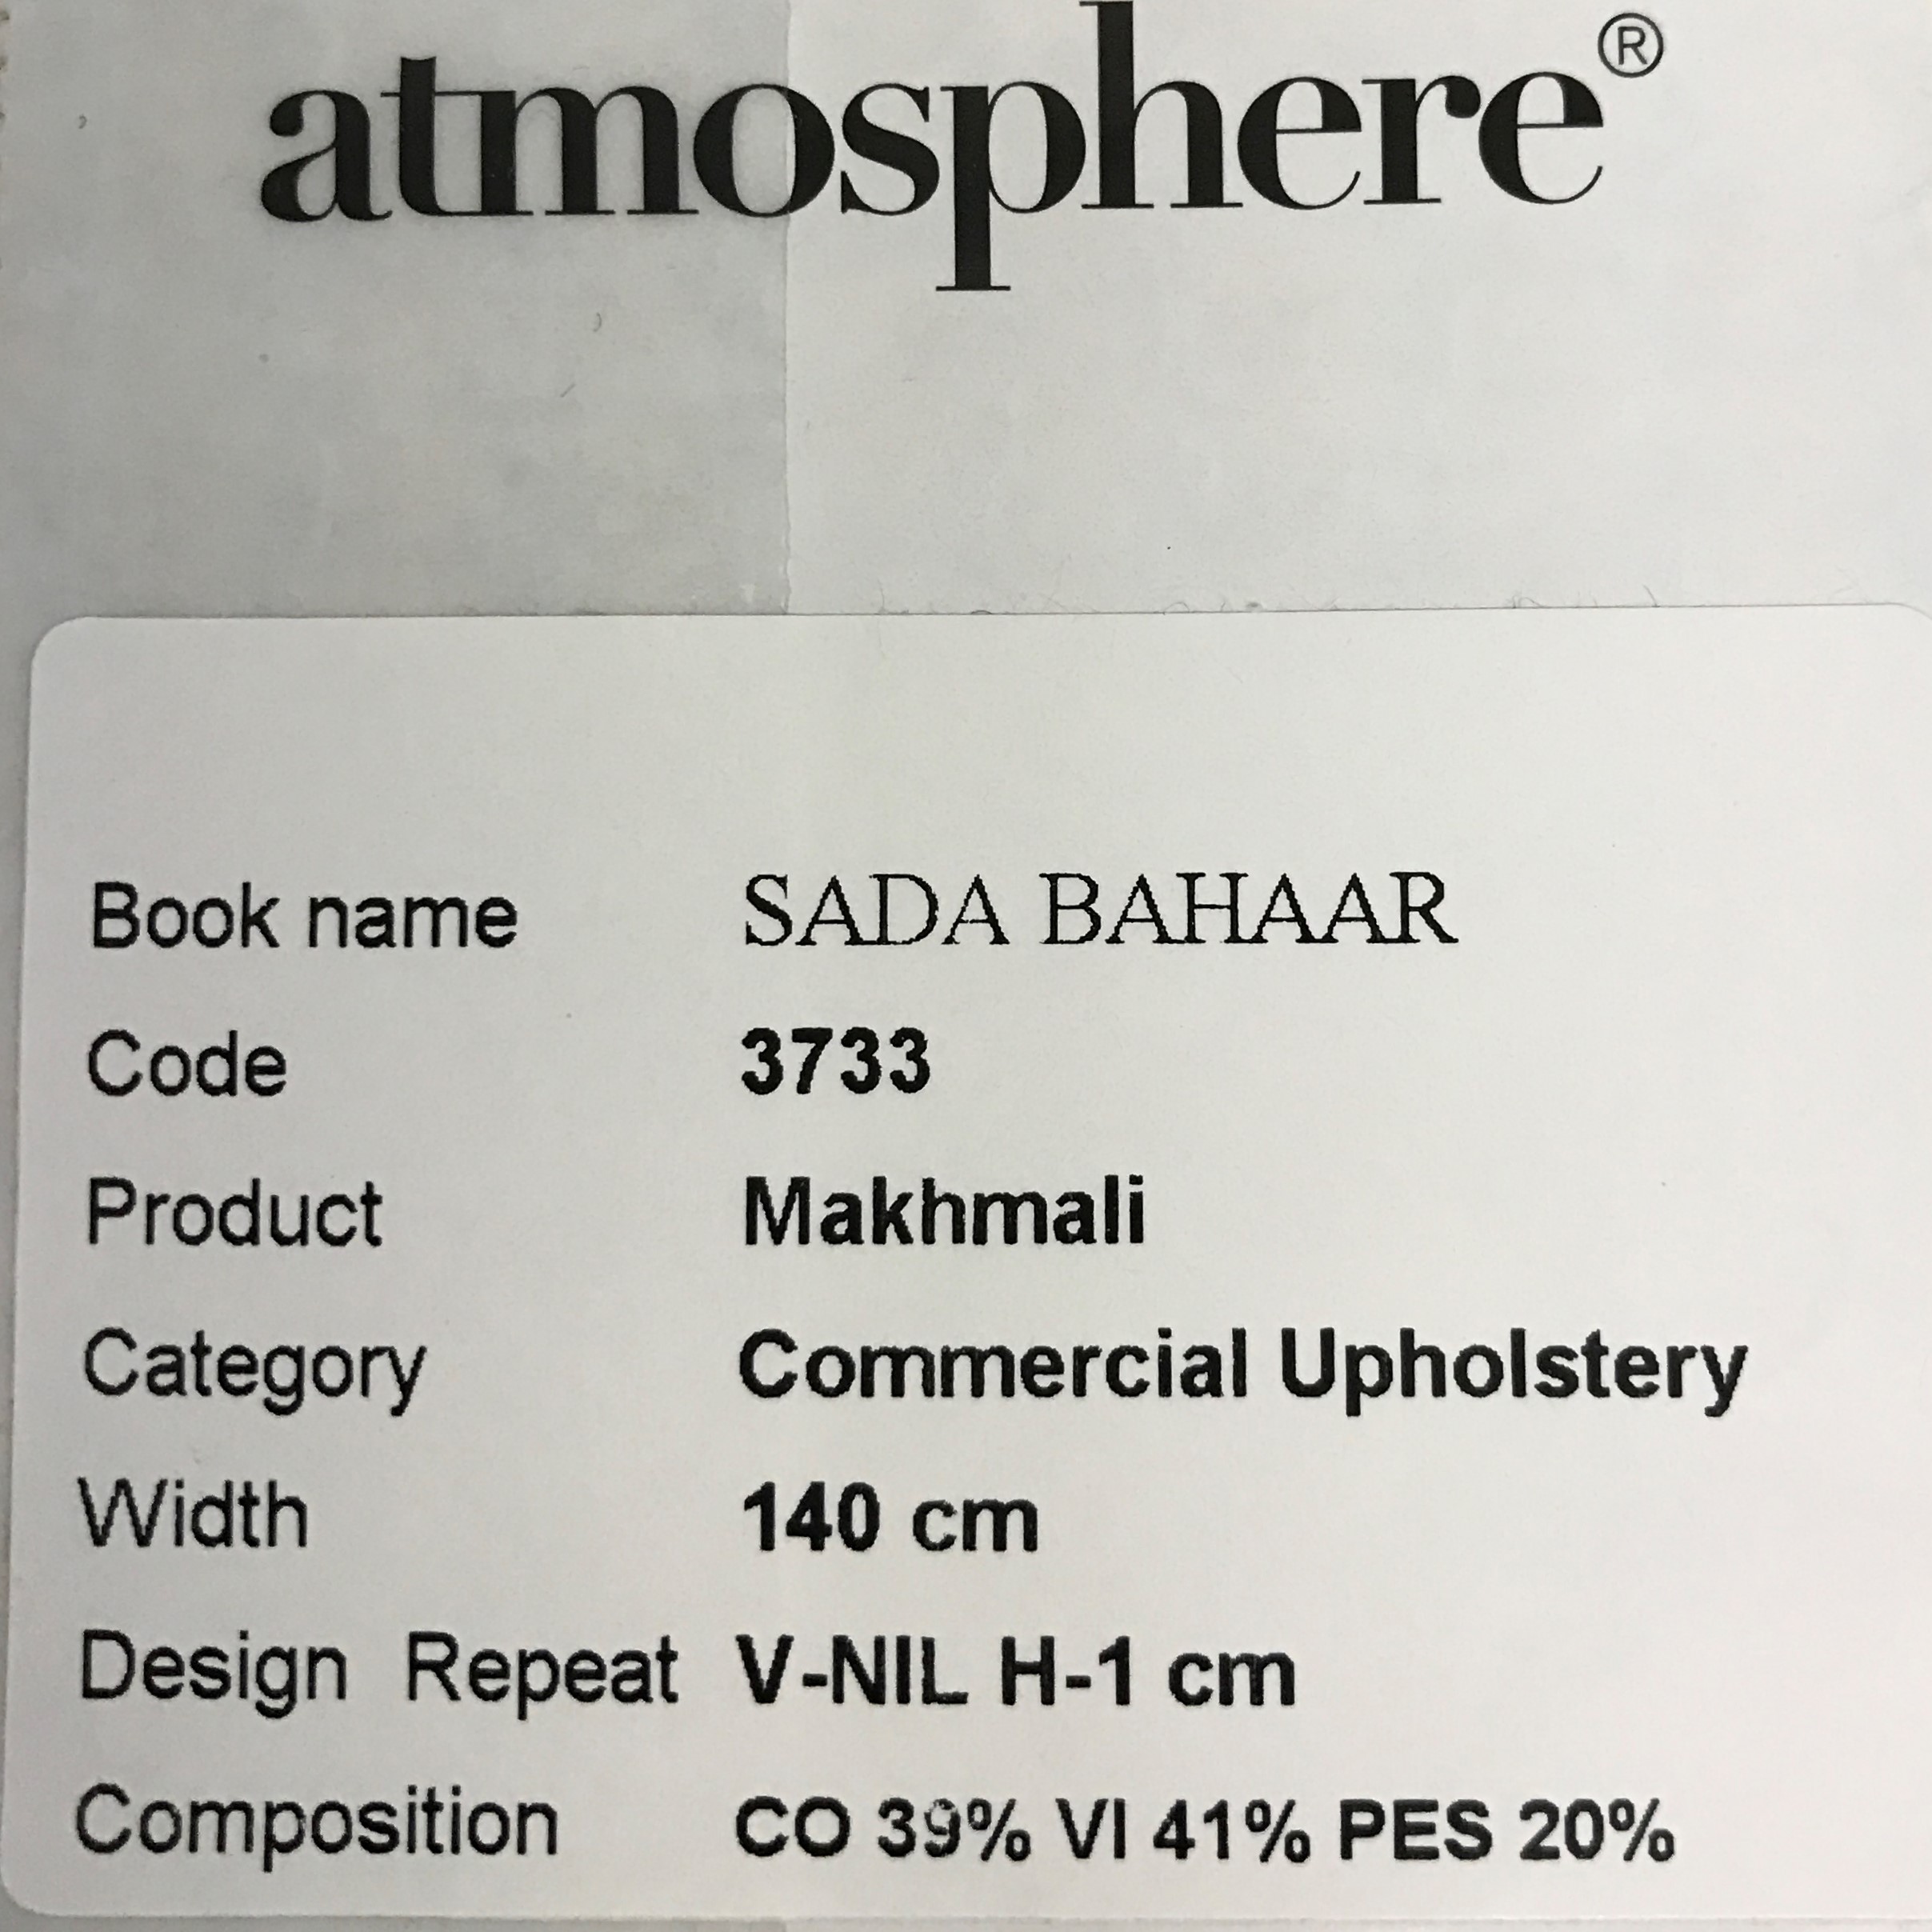 atmosphere®
Book name SADA BAHAAR
Code 3733
Product Makhmali
Category Commercial Upholstery
Width 140 cm
Design Repeat V-NIL H-1 cm
Composition CO 39% VI 41% PES 20%